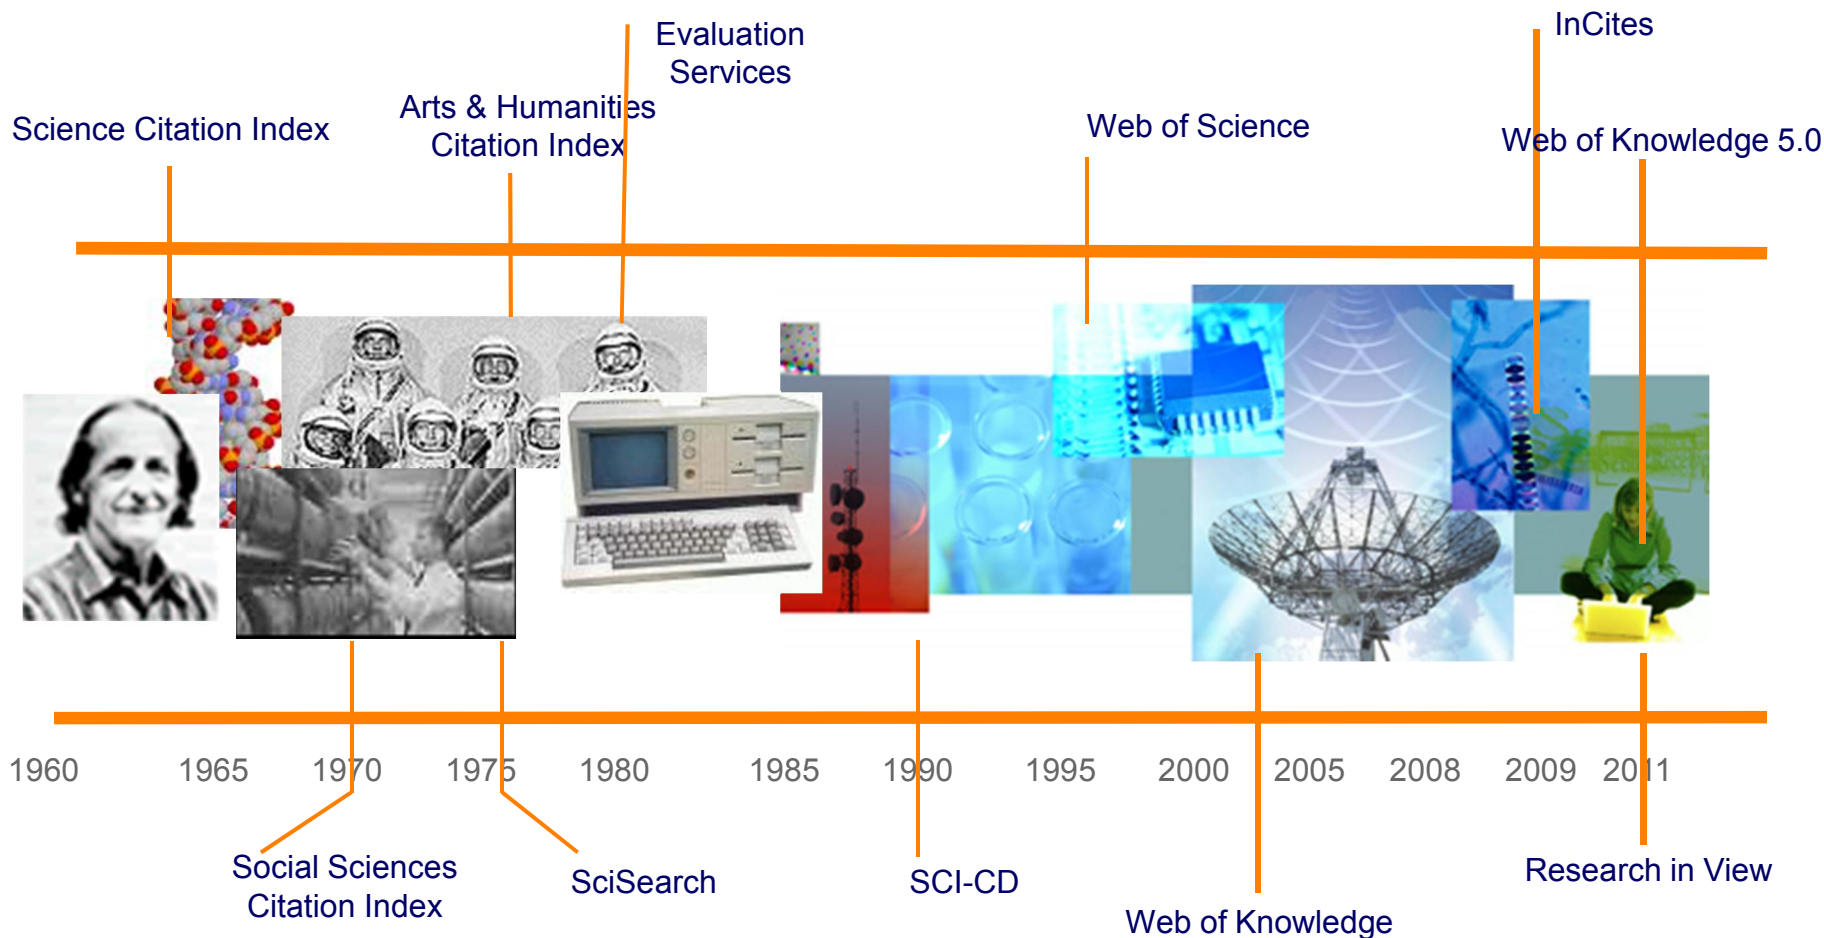 Evaluation
Services
InCites
Science Citation Index
Arts & Humanities
Citation Index
Web of Science
Web of Knowledge 5.0
1960 1965 1970 1975 1980 1985 1990 1995 2000 2005 2008 2009 2011
Social Sciences
Citation Index
SciSearch
SCI-CD
Web of Knowledge
Research in View